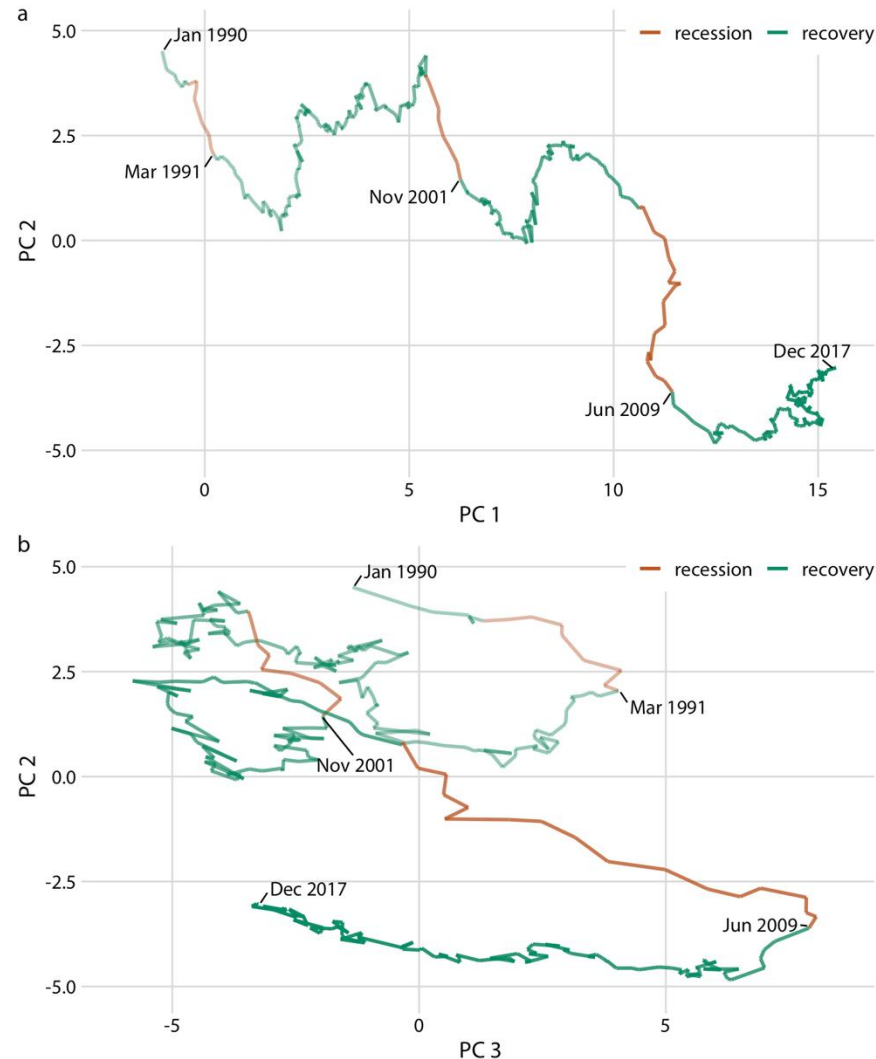 a
5.0
Jan 1990
recession
recovery
2.5
Mar 1991
Nov 2001
0.0
PC 2
-2.5
Dec 2017
Jun 2009
-5.0
0
5
10
15
PC 1
b
5.0
Jan 1990
recession
recovery
2.5
Mar 1991
Nov 2001
0.0
PC 2
-2.5
Dec 2017
Jun 2009
-5.0
-5
0
5
PC 3